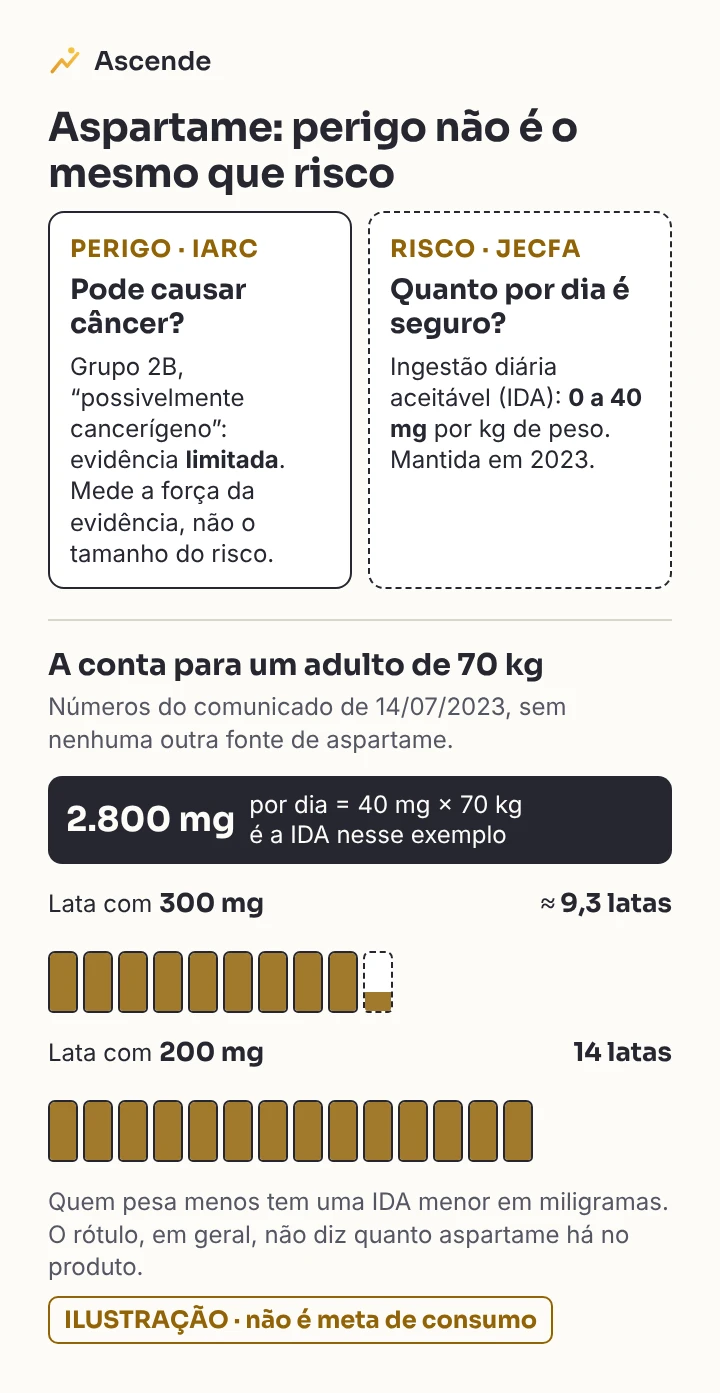 Ascende
Aspartame: perigo não é o
mesmo que risco
PERIGO · IARC
Pode causar
câncer?
Grupo 2B,
“possivelmente
cancerígeno”:
evidência limitada.
Mede a força da
evidência, não o
tamanho do risco.
RISCO · JECFA
Quanto por dia é
seguro?
Ingestão diária
aceitável (IDA): 0 a 40
mg por kg de peso.
Mantida em 2023.
A conta para um adulto de 70 kg
Números do comunicado de 14/07/2023, sem
nenhuma outra fonte de aspartame.
2.800 mg
por dia = 40 mg × 70 kg
é a IDA nesse exemplo
Lata com 300 mg
≈ 9,3 latas
Lata com 200 mg
14 latas
Quem pesa menos tem uma IDA menor em miligramas.
O rótulo, em geral, não diz quanto aspartame há no
produto.
ILUSTRAÇÃO · não é meta de consumo